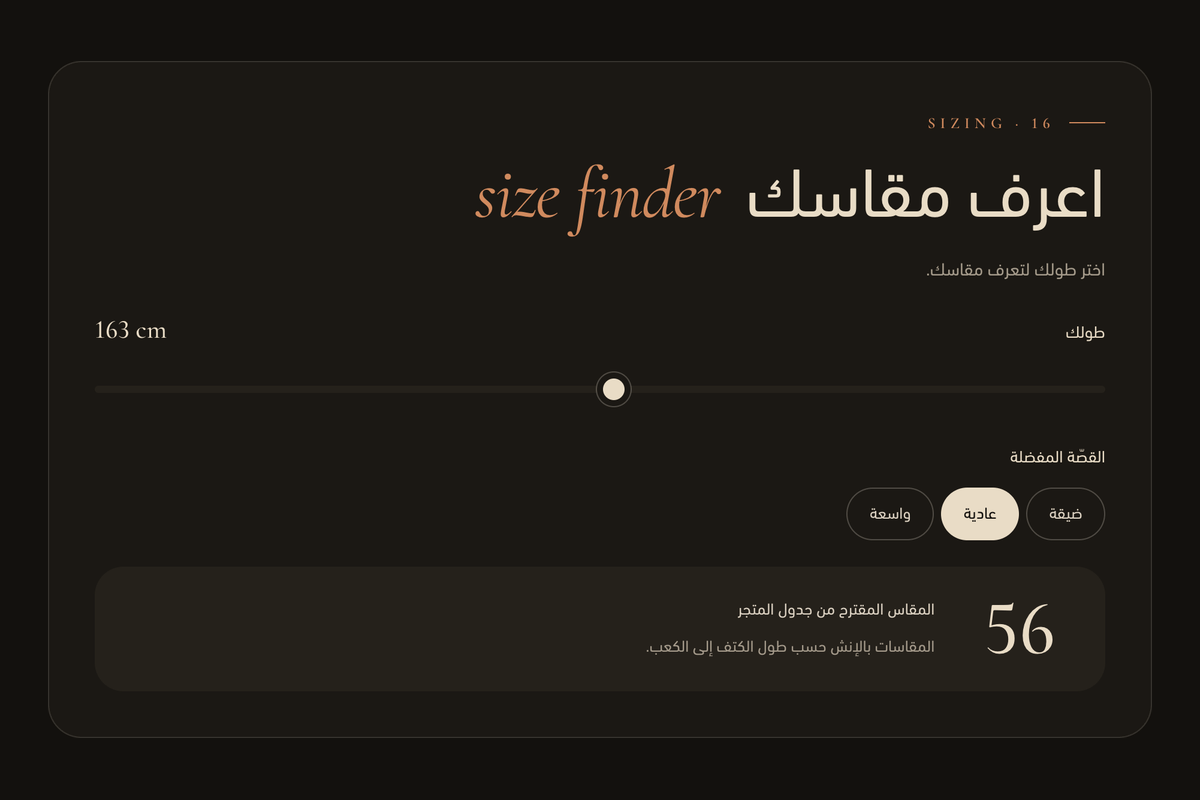 SIZING · 16
اعرف مقاسك size finder
اختر طولك لتعرف مقاسك.
طولك 163 cm
القصّة المفضلة
ضيقة عادية واسعة
56
المقاس المقترح من جدول المتجر
المقاسات بالإنش حسب طول الكتف إلى الكعب.